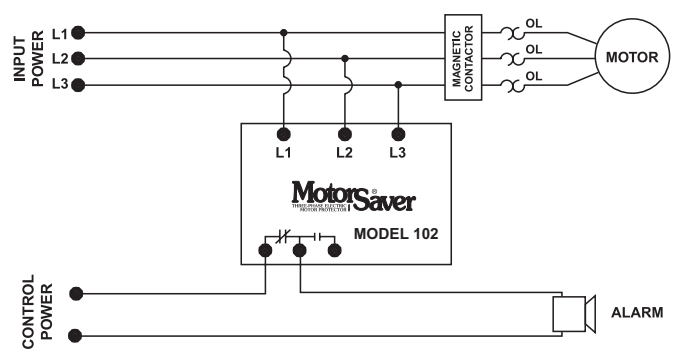 INPUT POWER
L1
L2
L3
MAGNETIC CONTACTOR
OL
OL
OL
MOTOR
L1 L2 L3
MotorSaver®
THREE-PHASE ELECTRIC
MOTOR PROTECTOR
MODEL 102
CONTROL POWER
ALARM